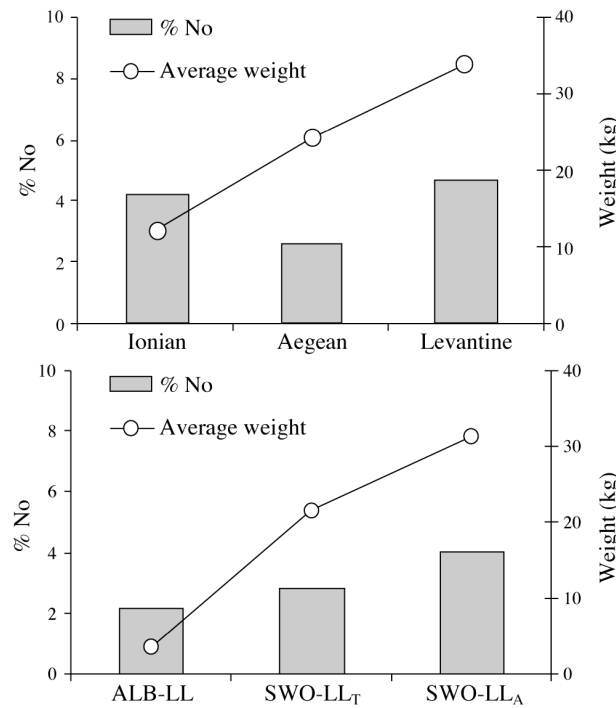 10
8
6
4
2
0
% No
% No
Average weight
40
30
20
10
0
Weight (kg)
Ionian Aegean Levantine
10
8
6
4
2
0
% No
% No
Average weight
40
30
20
10
0
Weight (kg)
ALB-LL SWO-LLT SWO-LLA